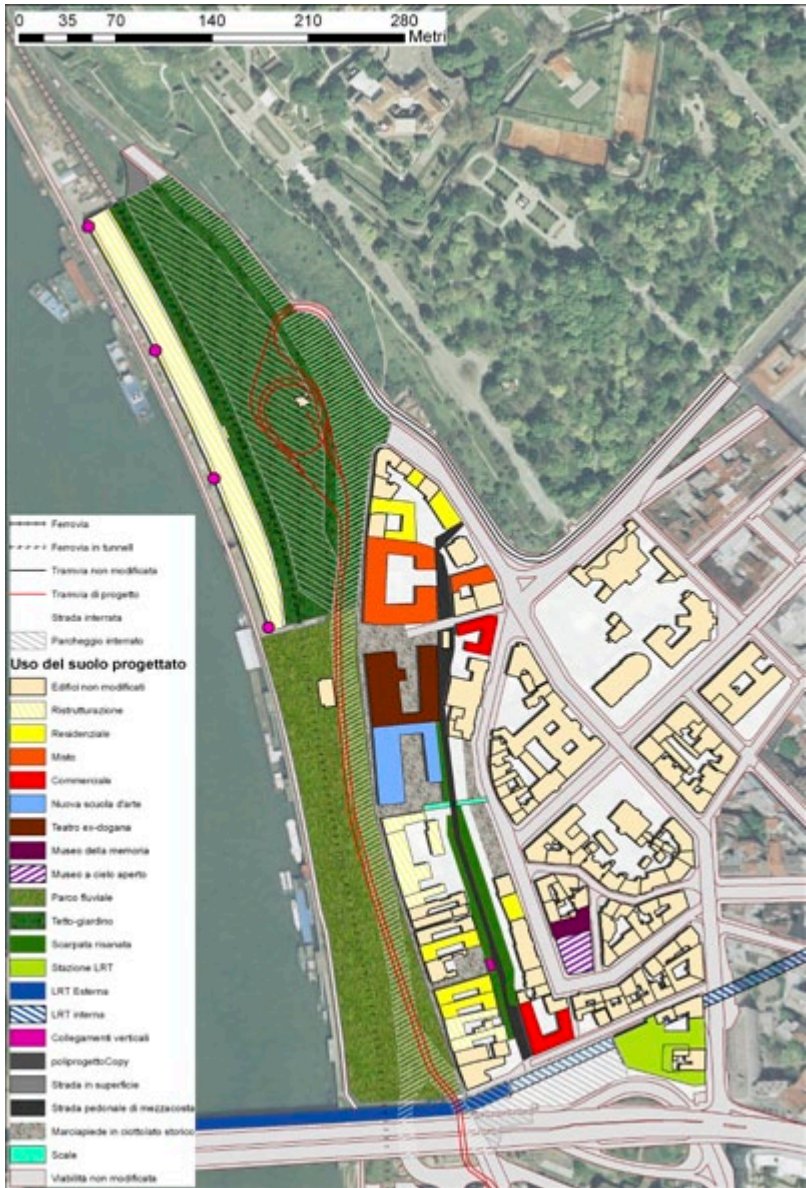 0 35 70 140 210 280
Metri
Ferrovia
Ferrovia in tunnell
Tramvia non modificata
Tramvia di progetto
Strada interrata
Parcheggio interrato
Uso del suolo progettato
Edifici non modificati
Ristrutturazione
Residenziale
Misto
Commerciale
Nuova scuola d'arte
Teatro ex-dogana
Museo della memoria
Museo a cielo aperto
Parco fluviale
Tetto-giardino
Scarpata risanata
Stazione LRT
LRT Esterna
LRT interna
Collegamenti verticali
poliprogettoCopy
Strada in superficie
Strada pedonale di mezzacosta
Marciapiede in ciottolato storico
Scale
Viabilità non modificata